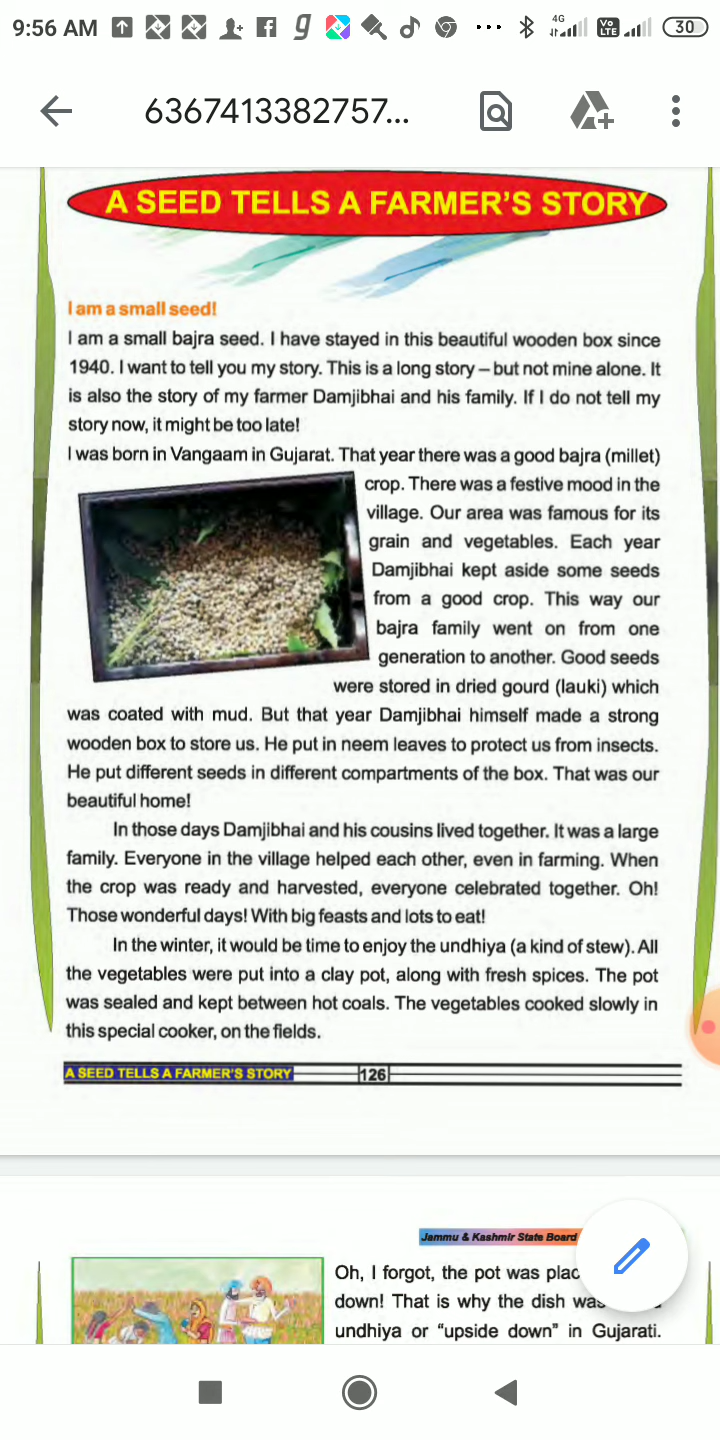 9:56 AM
4G
Vo
LTE
30
6367413382757...
A SEED TELLS A FARMER'S STORY
I am a small seed!
I am a small bajra seed. I have stayed in this beautiful wooden box since
1940. I want to tell you my story. This is a long story – but not mine alone. It
is also the story of my farmer Damjibhai and his family. If I do not tell my
story now, it might be too late!
I was born in Vangaam in Gujarat. That year there was a good bajra (millet)
crop. There was a festive mood in the
village. Our area was famous for its
grain and vegetables. Each year
Damjibhai kept aside some seeds
from a good crop. This way our
bajra family went on from one
generation to another. Good seeds
were stored in dried gourd (lauki) which
was coated with mud. But that year Damjibhai himself made a strong
wooden box to store us. He put in neem leaves to protect us from insects.
He put different seeds in different compartments of the box. That was our
beautiful home!
In those days Damjibhai and his cousins lived together. It was a large
family. Everyone in the village helped each other, even in farming. When
the crop was ready and harvested, everyone celebrated together. Oh!
Those wonderful days! With big feasts and lots to eat!
In the winter, it would be time to enjoy the undhiya (a kind of stew). All
the vegetables were put into a clay pot, along with fresh spices. The pot
was sealed and kept between hot coals. The vegetables cooked slowly in
this special cooker, on the fields.
A SEED TELLS A FARMER'S STORY 126
Jammu & Kashmir State Board
Oh, I forgot, the pot was plac
down! That is why the dish was
undhiya or “upside down” in Gujarati.